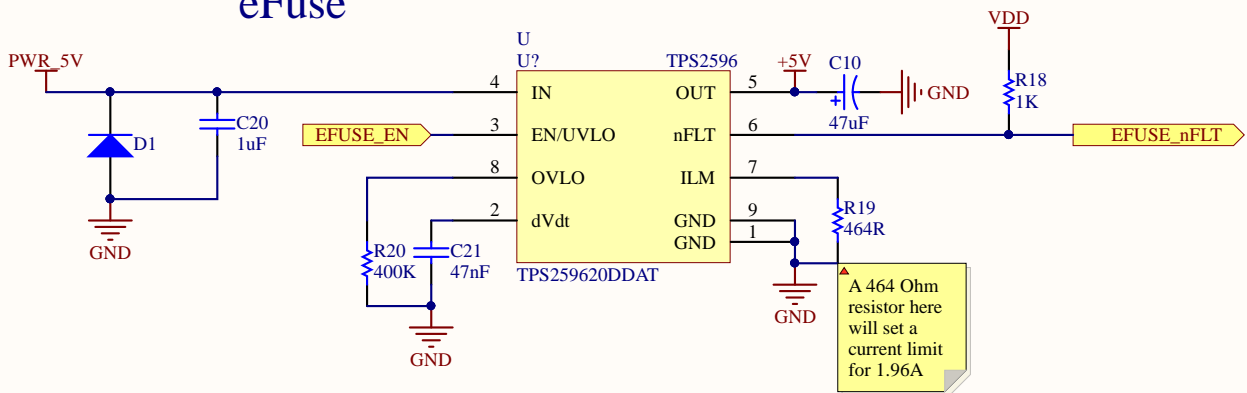 eFuse
VDD
U
PWR_5V
U?
TPS2596
+5V
C10
4
IN
OUT
5
R18
1K
GND
+
47uF
C20
1uF
EFUSE_EN
3
EN/UVLO
nFLT
6
EFUSE_nFLT
D1
8
OVLO
ILM
7
2
dVdt
GND
9
GND
1
R19
464R
GND
R20
400K
C21
47nF
TPS259620DDAT
GND
GND
A 464 Ohm
resistor here
will set a
current limit
for 1.96A